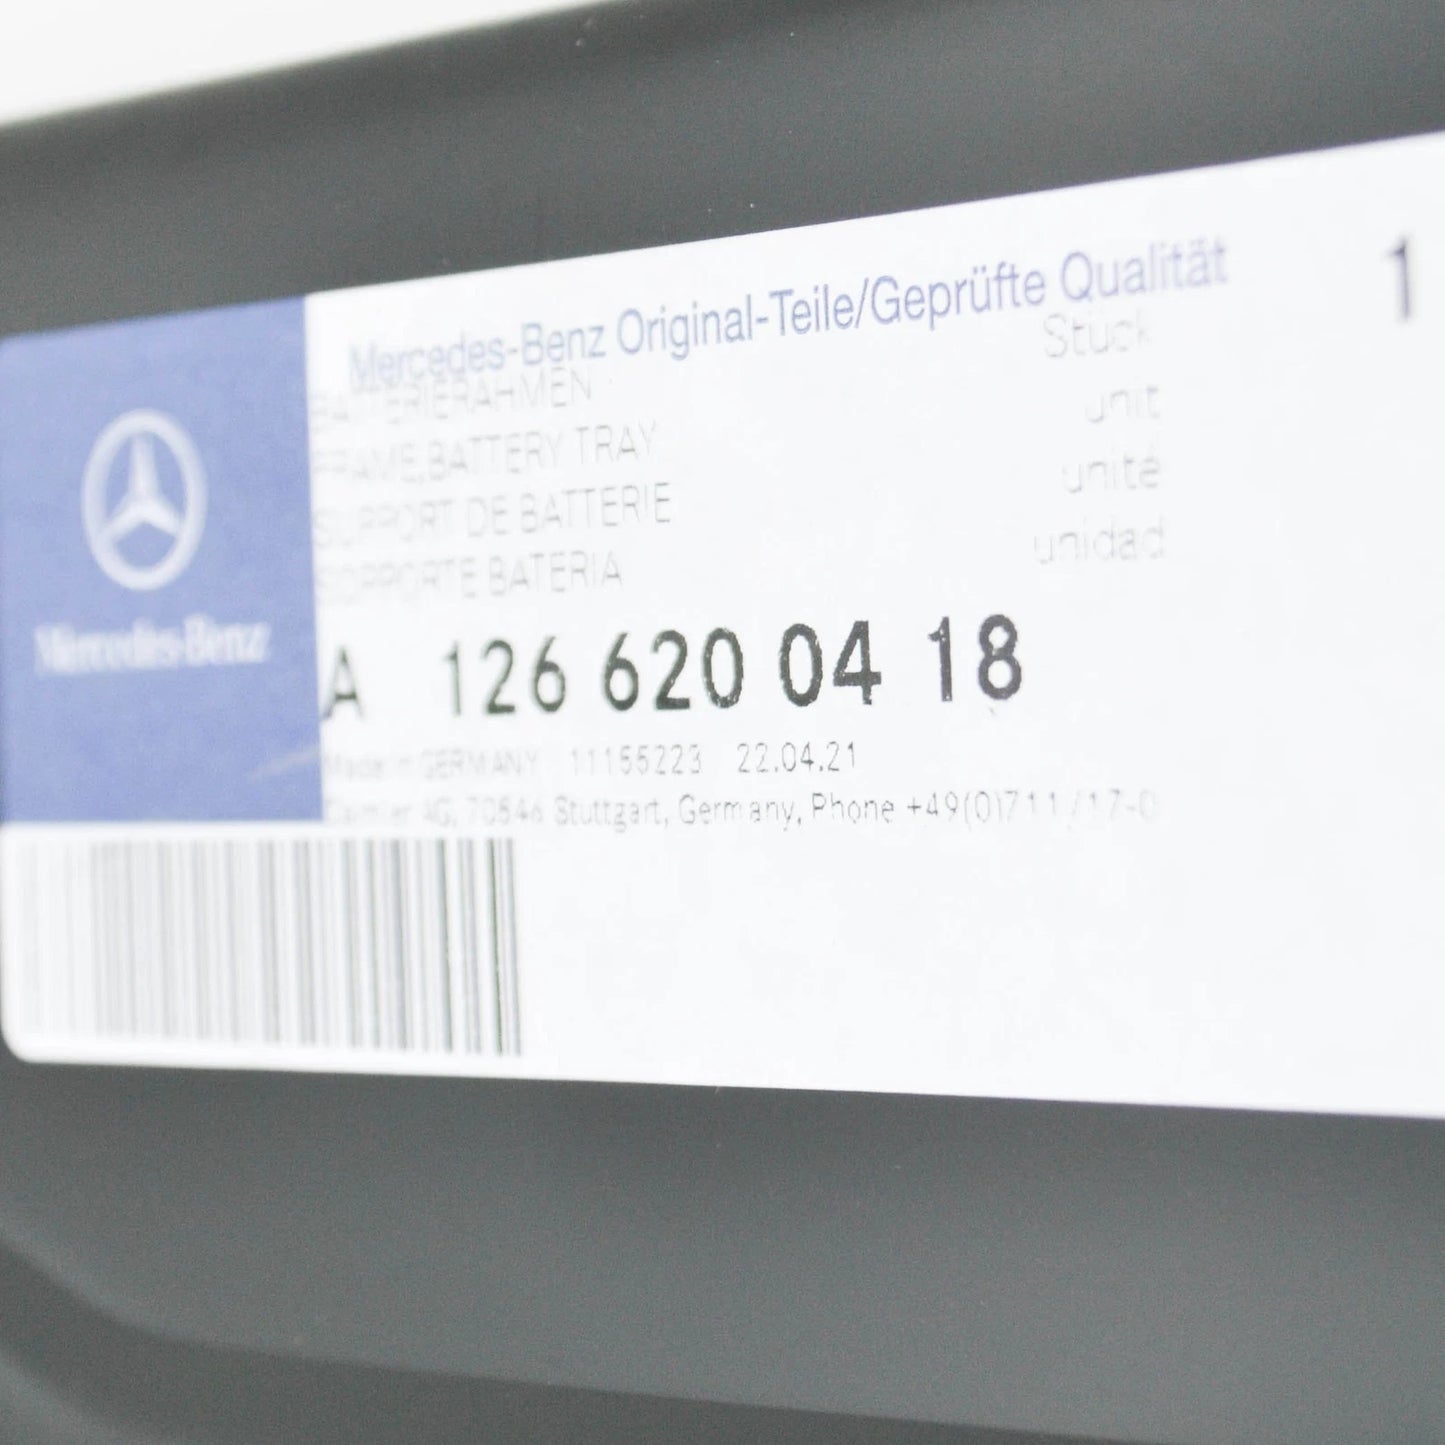 Mercedes-Benz Original-Teile/Geprüfte Qualität
1
BATTERIERAHMEN
Stück
FRAME,BATTERY TRAY
unit
SUPPORT DE BATTERIE
unité
SOPPORTE BATERIA
unidad
Mercedes-Benz
A 126 620 04 18
Made in GERMANY 11155223 22.04.21
Daimler AG, 70546 Stuttgart, Germany, Phone +49(0)711/17-0